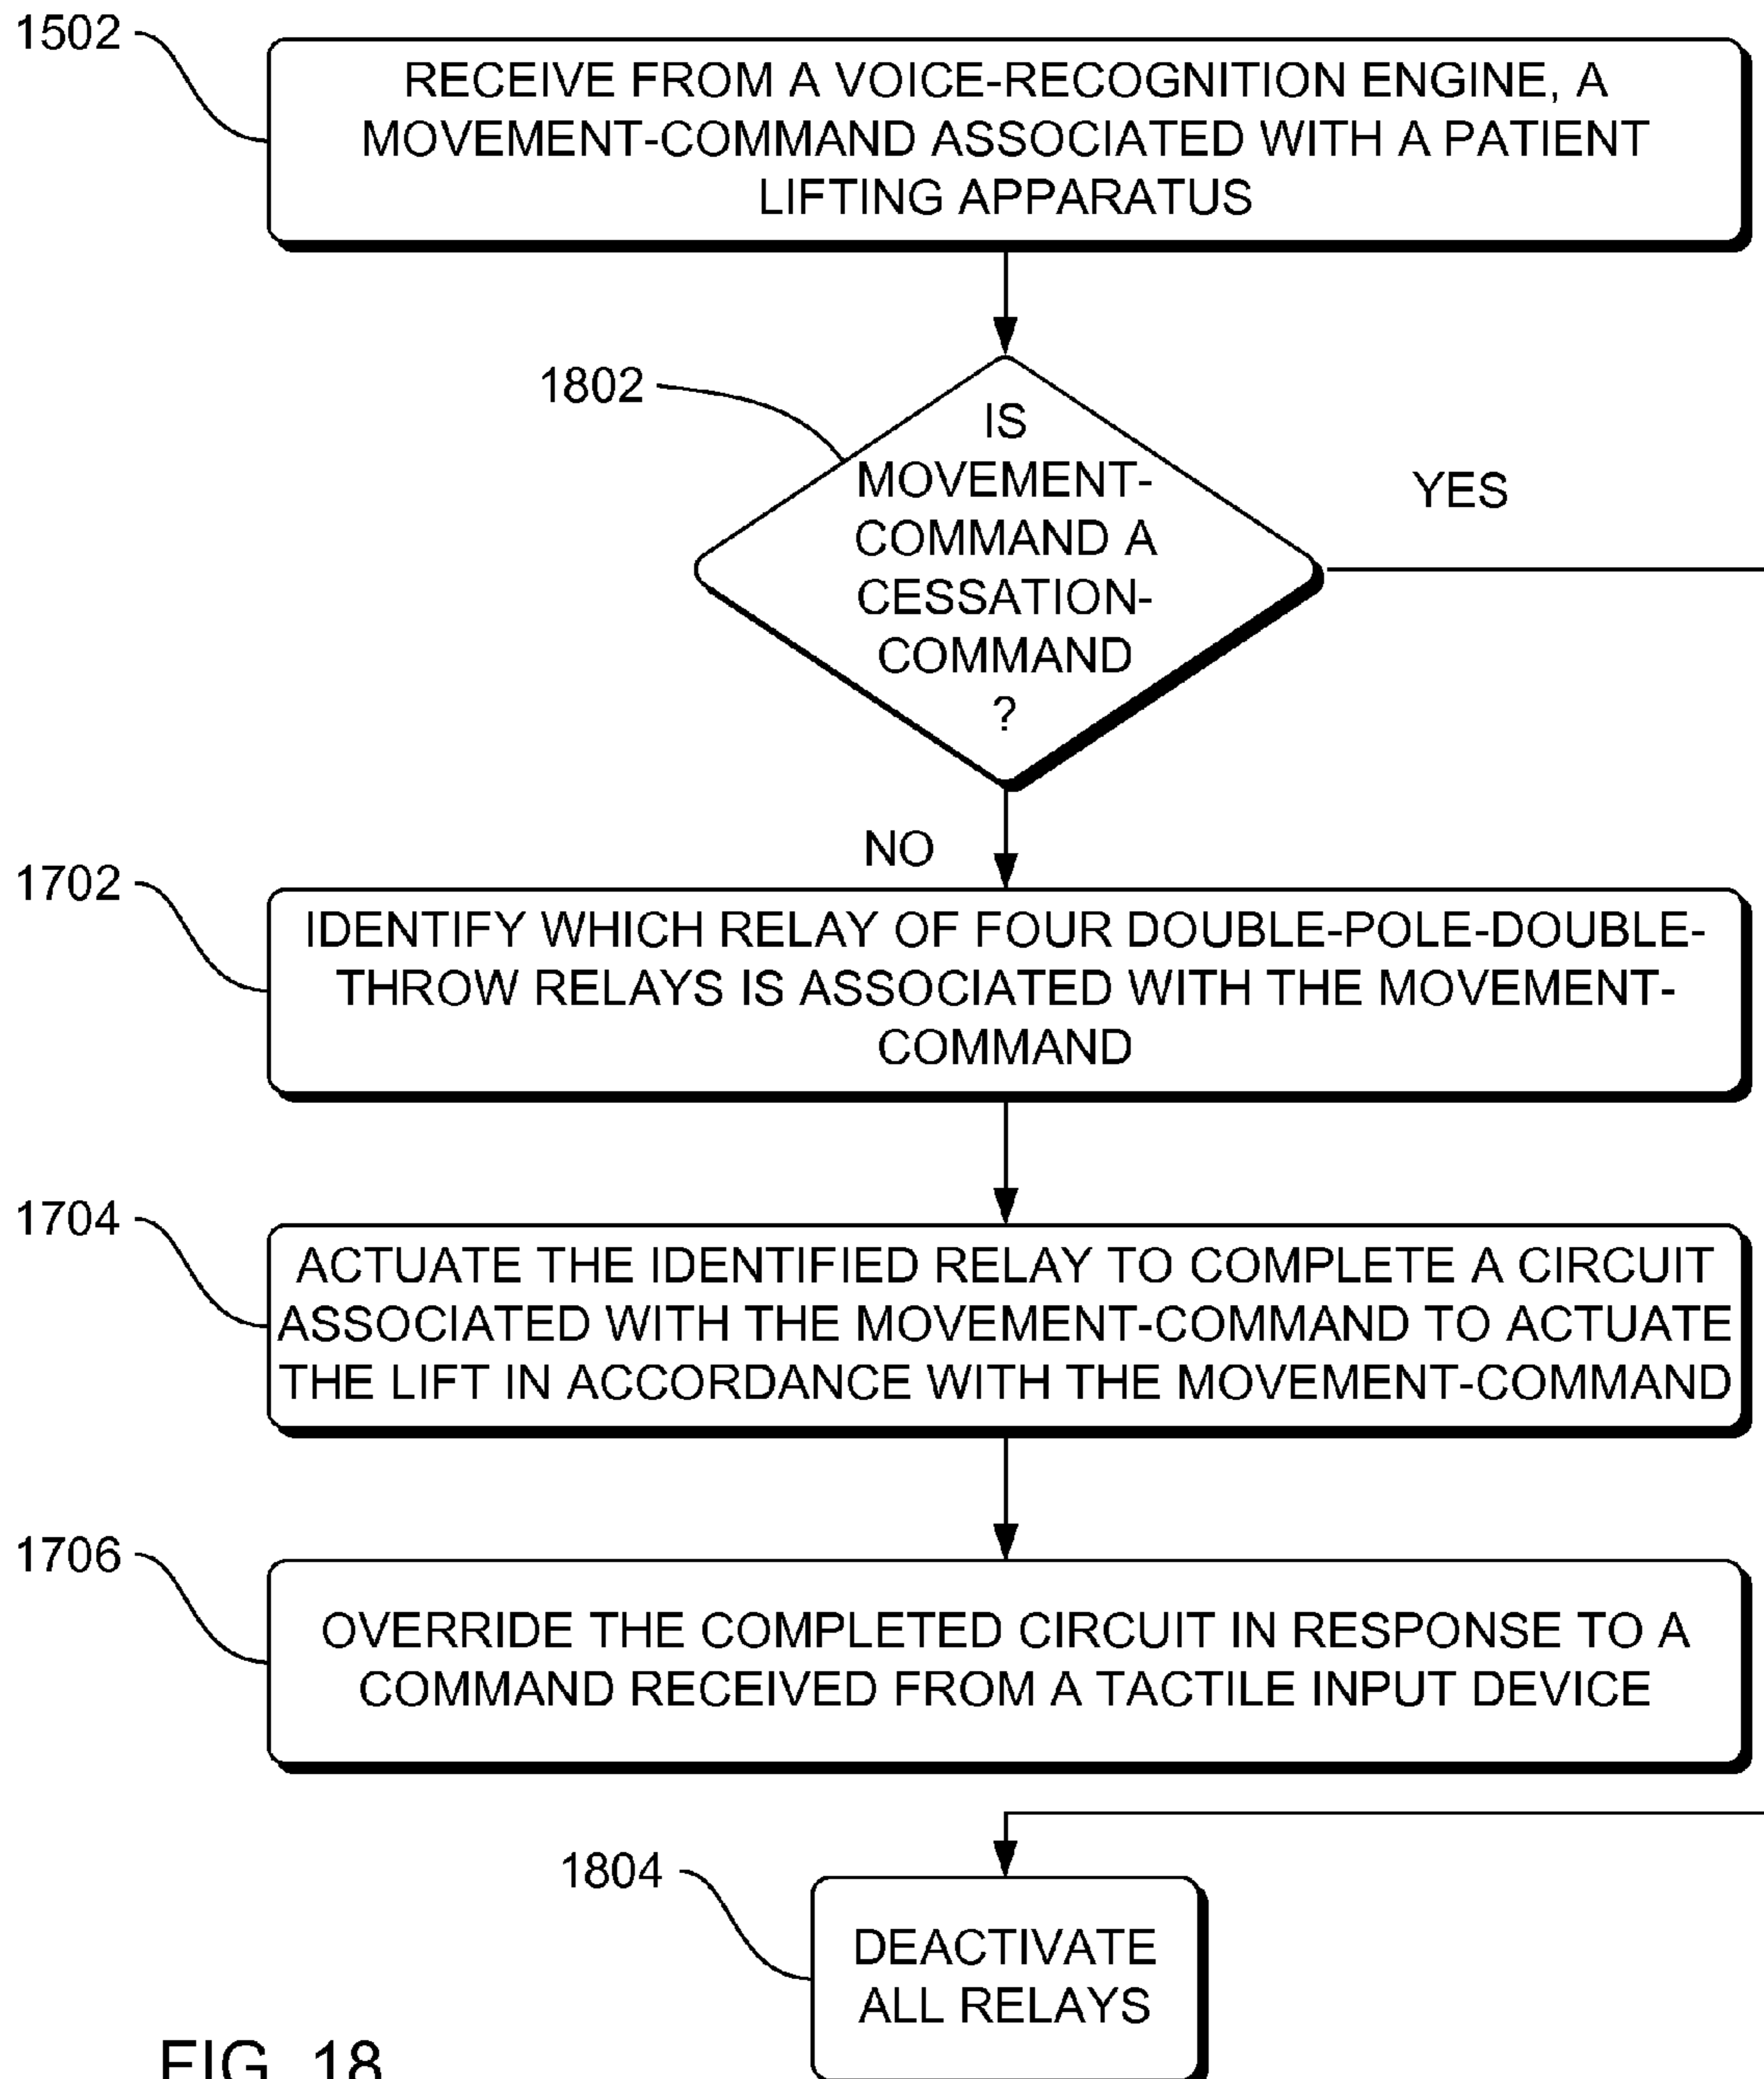 1502
RECEIVE FROM A VOICE-RECOGNITION ENGINE, A
MOVEMENT-COMMAND ASSOCIATED WITH A PATIENT
LIFTING APPARATUS
1802
IS
MOVEMENT-
COMMAND A
CESSATION-
COMMAND
?
YES
NO
1702
IDENTIFY WHICH RELAY OF FOUR DOUBLE-POLE-DOUBLE-
THROW RELAYS IS ASSOCIATED WITH THE MOVEMENT-
COMMAND
1704
ACTUATE THE IDENTIFIED RELAY TO COMPLETE A CIRCUIT
ASSOCIATED WITH THE MOVEMENT-COMMAND TO ACTUATE
THE LIFT IN ACCORDANCE WITH THE MOVEMENT-COMMAND
1706
OVERRIDE THE COMPLETED CIRCUIT IN RESPONSE TO A
COMMAND RECEIVED FROM A TACTILE INPUT DEVICE
1804
DEACTIVATE
ALL RELAYS
FIG. 18